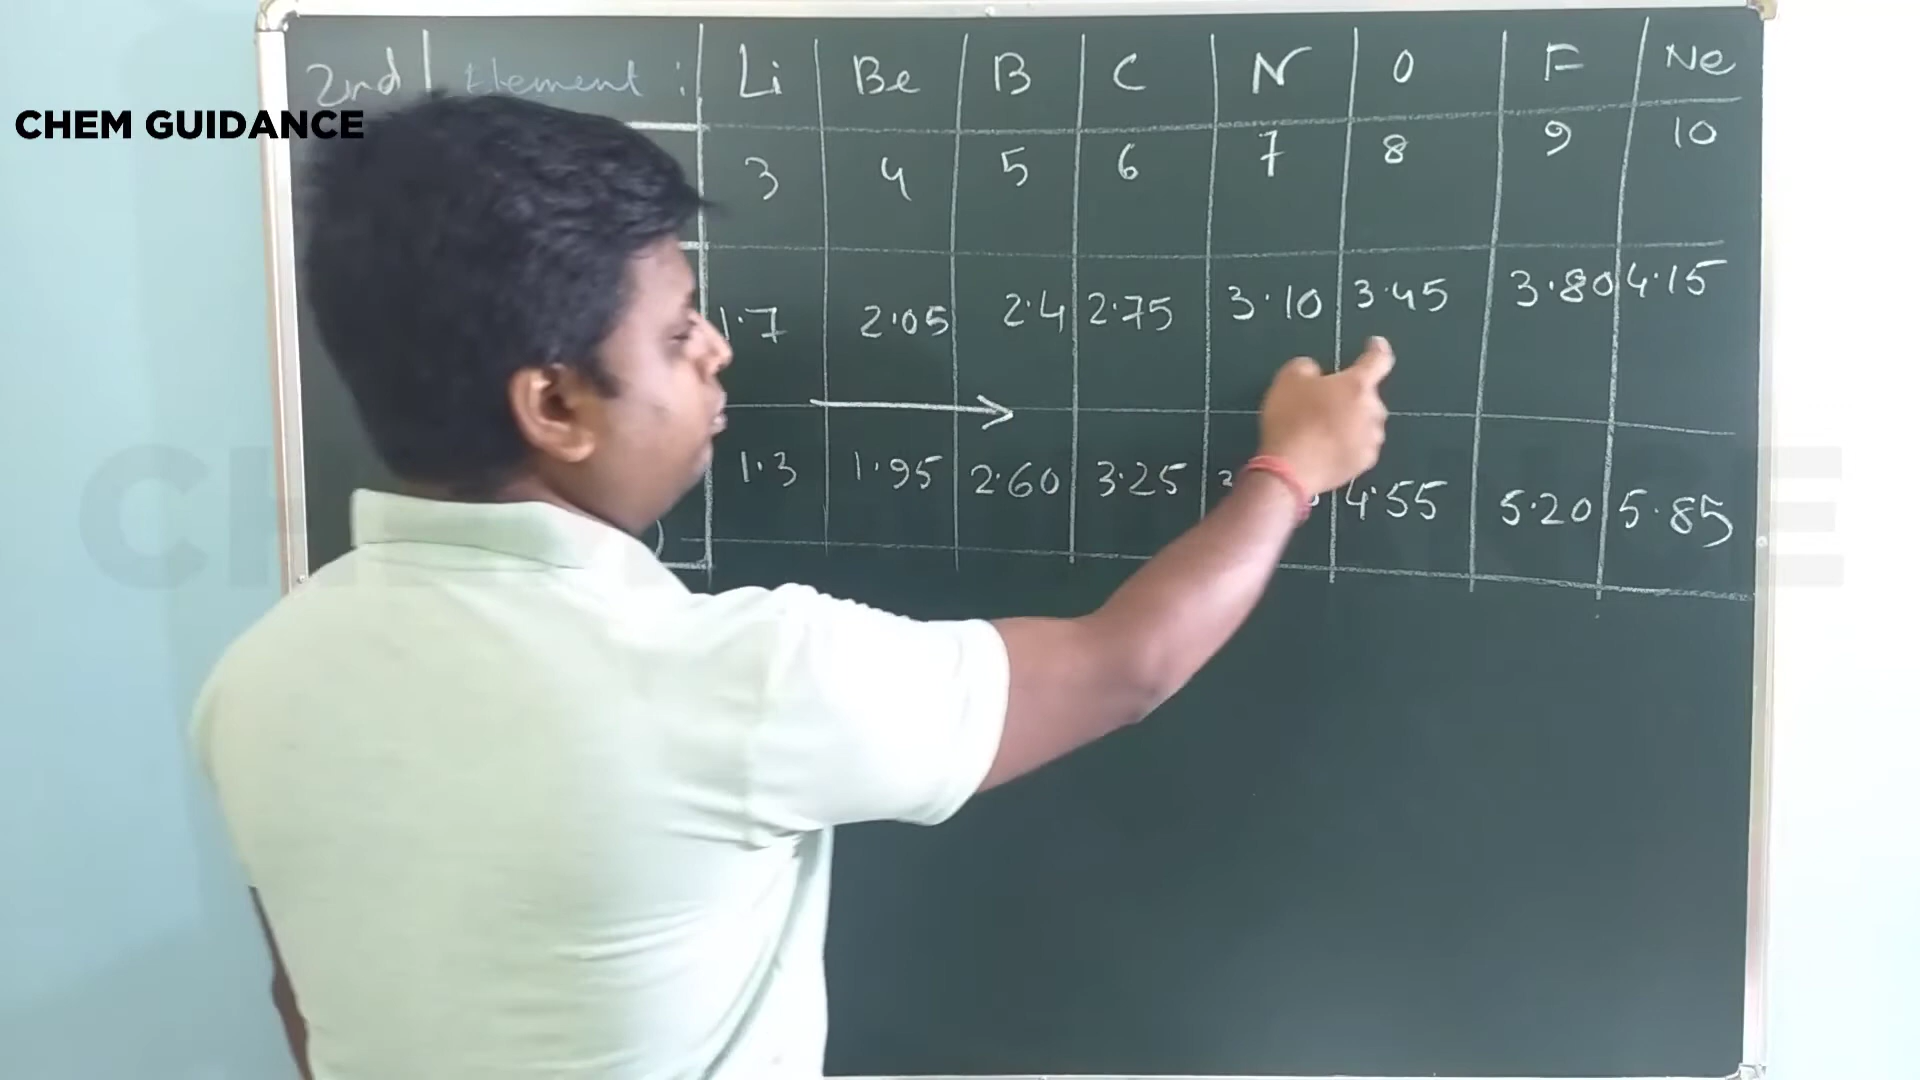 2nd Element : Li Be B C N O F Ne
CHEM GUIDANCE
3 4 5 6 7 8 9 10
1.7 2.05 2.4 2.75 3.10 3.45 3.80 4.15
1.3 1.95 2.60 3.25 4.55 5.20 5.85